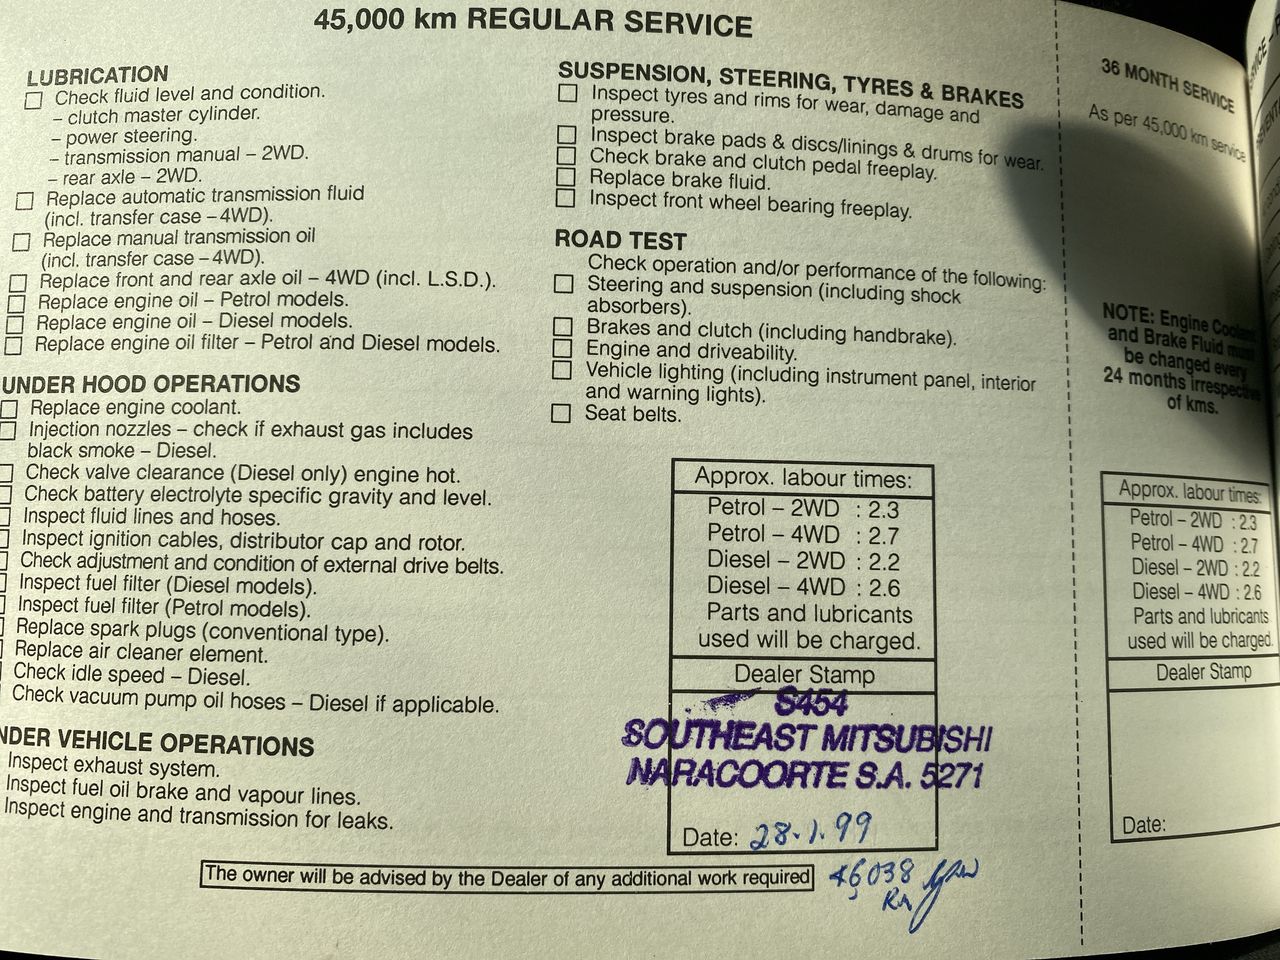 45,000 km REGULAR SERVICE
LUBRICATION
Check fluid level and condition.
– clutch master cylinder.
– power steering.
– transmission manual – 2WD.
– rear axle – 2WD.
Replace automatic transmission fluid
(incl. transfer case – 4WD).
Replace manual transmission oil
(incl. transfer case – 4WD).
Replace front and rear axle oil – 4WD (incl. L.S.D.).
Replace engine oil – Petrol models.
Replace engine oil – Diesel models.
Replace engine oil filter – Petrol and Diesel models.
UNDER HOOD OPERATIONS
Replace engine coolant.
Injection nozzles – check if exhaust gas includes
black smoke – Diesel.
Check valve clearance (Diesel only) engine hot.
Check battery electrolyte specific gravity and level.
Inspect fluid lines and hoses.
Inspect ignition cables, distributor cap and rotor.
Check adjustment and condition of external drive belts.
Inspect fuel filter (Diesel models).
Inspect fuel filter (Petrol models).
Replace spark plugs (conventional type).
Replace air cleaner element.
Check idle speed – Diesel.
Check vacuum pump oil hoses – Diesel if applicable.
NDER VEHICLE OPERATIONS
Inspect exhaust system.
Inspect fuel oil brake and vapour lines.
Inspect engine and transmission for leaks.
SUSPENSION, STEERING, TYRES & BRAKES
Inspect tyres and rims for wear, damage and
pressure.
Inspect brake pads & discs/linings & drums for wear.
Check brake and clutch pedal freeplay.
Replace brake fluid.
Inspect front wheel bearing freeplay.
ROAD TEST
Check operation and/or performance of the following:
Steering and suspension (including shock
absorbers).
Brakes and clutch (including handbrake).
Engine and driveability.
Vehicle lighting (including instrument panel, interior
and warning lights).
Seat belts.
Approx. labour times:
Petrol – 2WD : 2.3
Petrol – 4WD : 2.7
Diesel – 2WD : 2.2
Diesel – 4WD : 2.6
Parts and lubricants
used will be charged.
Dealer Stamp
S454
SOUTHEAST MITSUBISHI
NARACOORTE S.A. 5271
Date: 28.1.99
The owner will be advised by the Dealer of any additional work required
46038
36 MONTH SERVICE
As per 45,000 km service
NOTE: Engine Coolant
and Brake Fluid must
be changed every
24 months irrespective
of kms.
Approx. labour times:
Petrol – 2WD : 2.3
Petrol – 4WD : 2.7
Diesel – 2WD : 2.2
Diesel – 4WD : 2.6
Parts and lubricants
used will be charged.
Dealer Stamp
Date: